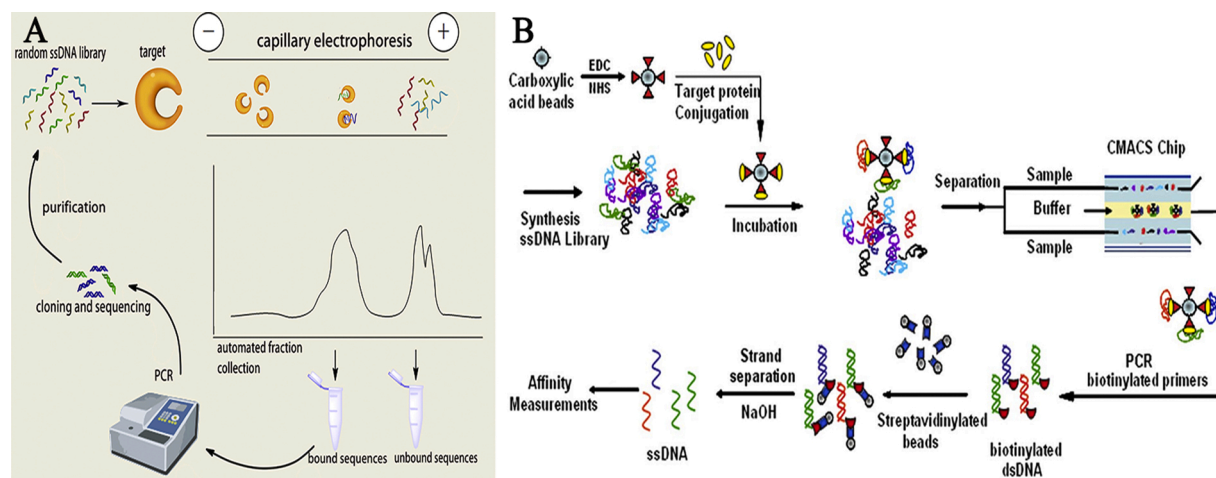 A
random ssDNA library
target
−
capillary electrophoresis
+
purification
cloning and sequencing
PCR
automated fraction
collection
bound sequences
unbound sequences
B
Carboxylic
acid beads
EDC
NHS
Target protein
Conjugation
Synthesis
ssDNA Library
Incubation
Separation
Sample
Buffer
Sample
CMACS Chip
PCR
biotinylated primers
biotinylated
dsDNA
Streptavidinylated
beads
Strand
separation
NaOH
ssDNA
Affinity
Measurements